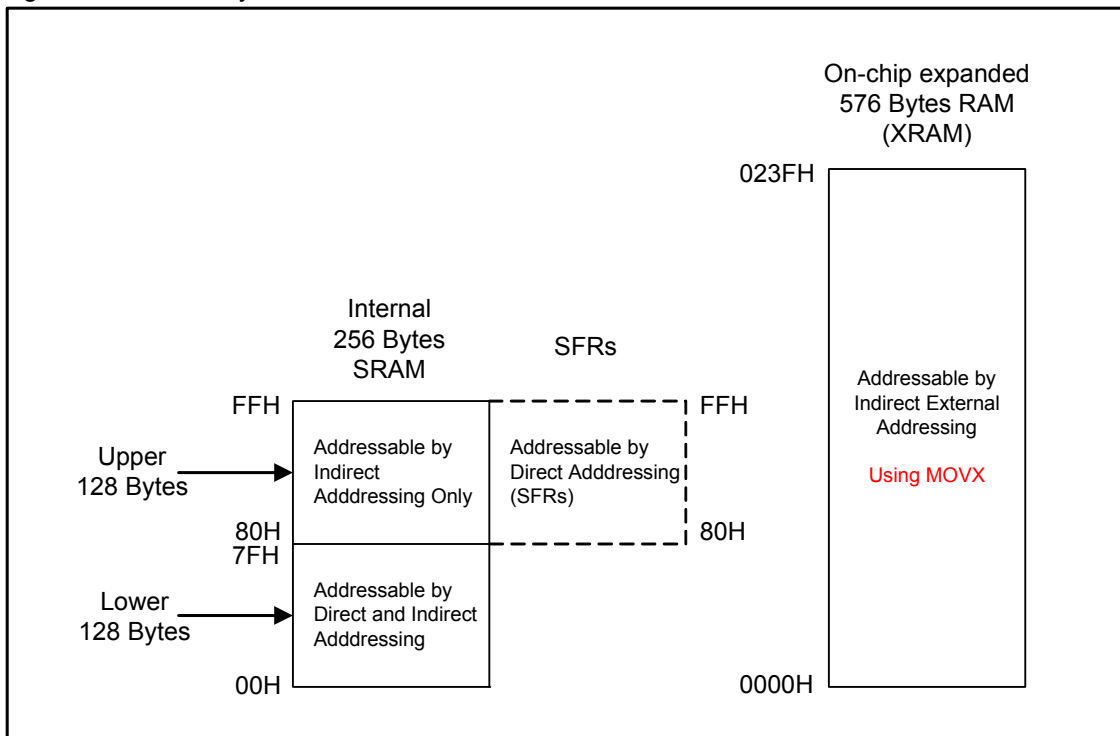 On-chip expanded
576 Bytes RAM
(XRAM)
023FH
Internal
256 Bytes
SRAM
SFRs
FFH
FFH
Upper
128 Bytes
Addressable by
Indirect
Adddressing Only
Addressable by
Direct Adddressing
(SFRs)
80H
80H
7FH
Lower
128 Bytes
Addressable by
Direct and Indirect
Adddressing
00H
Addressable by
Indirect External
Addressing
Using MOVX
0000H